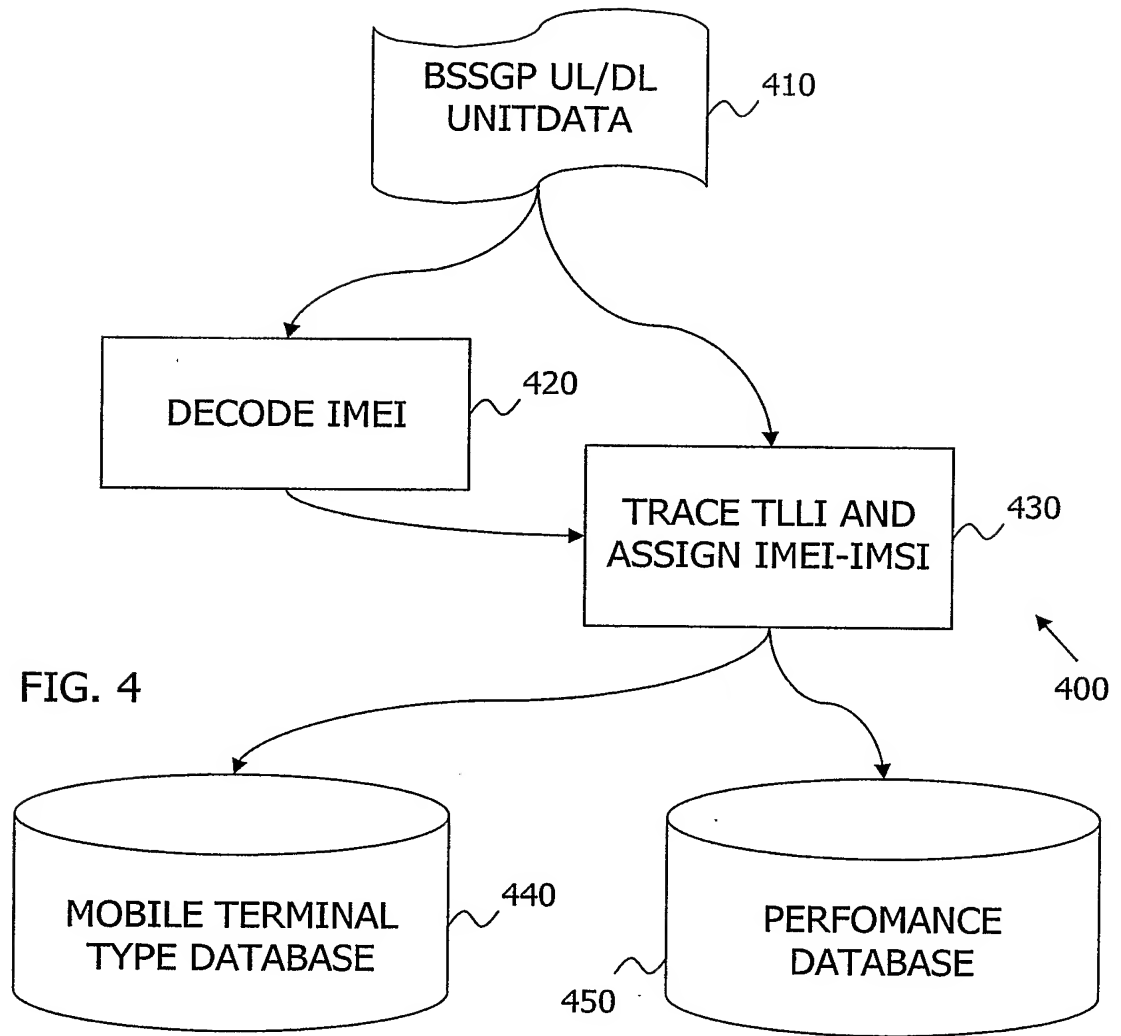 BSSGP UL/DL
UNITDATA
410
DECODE IMEI
420
TRACE TLLI AND
ASSIGN IMEI-IMSI
430
400
FIG. 4
MOBILE TERMINAL
TYPE DATABASE
440
PERFOMANCE
DATABASE
450